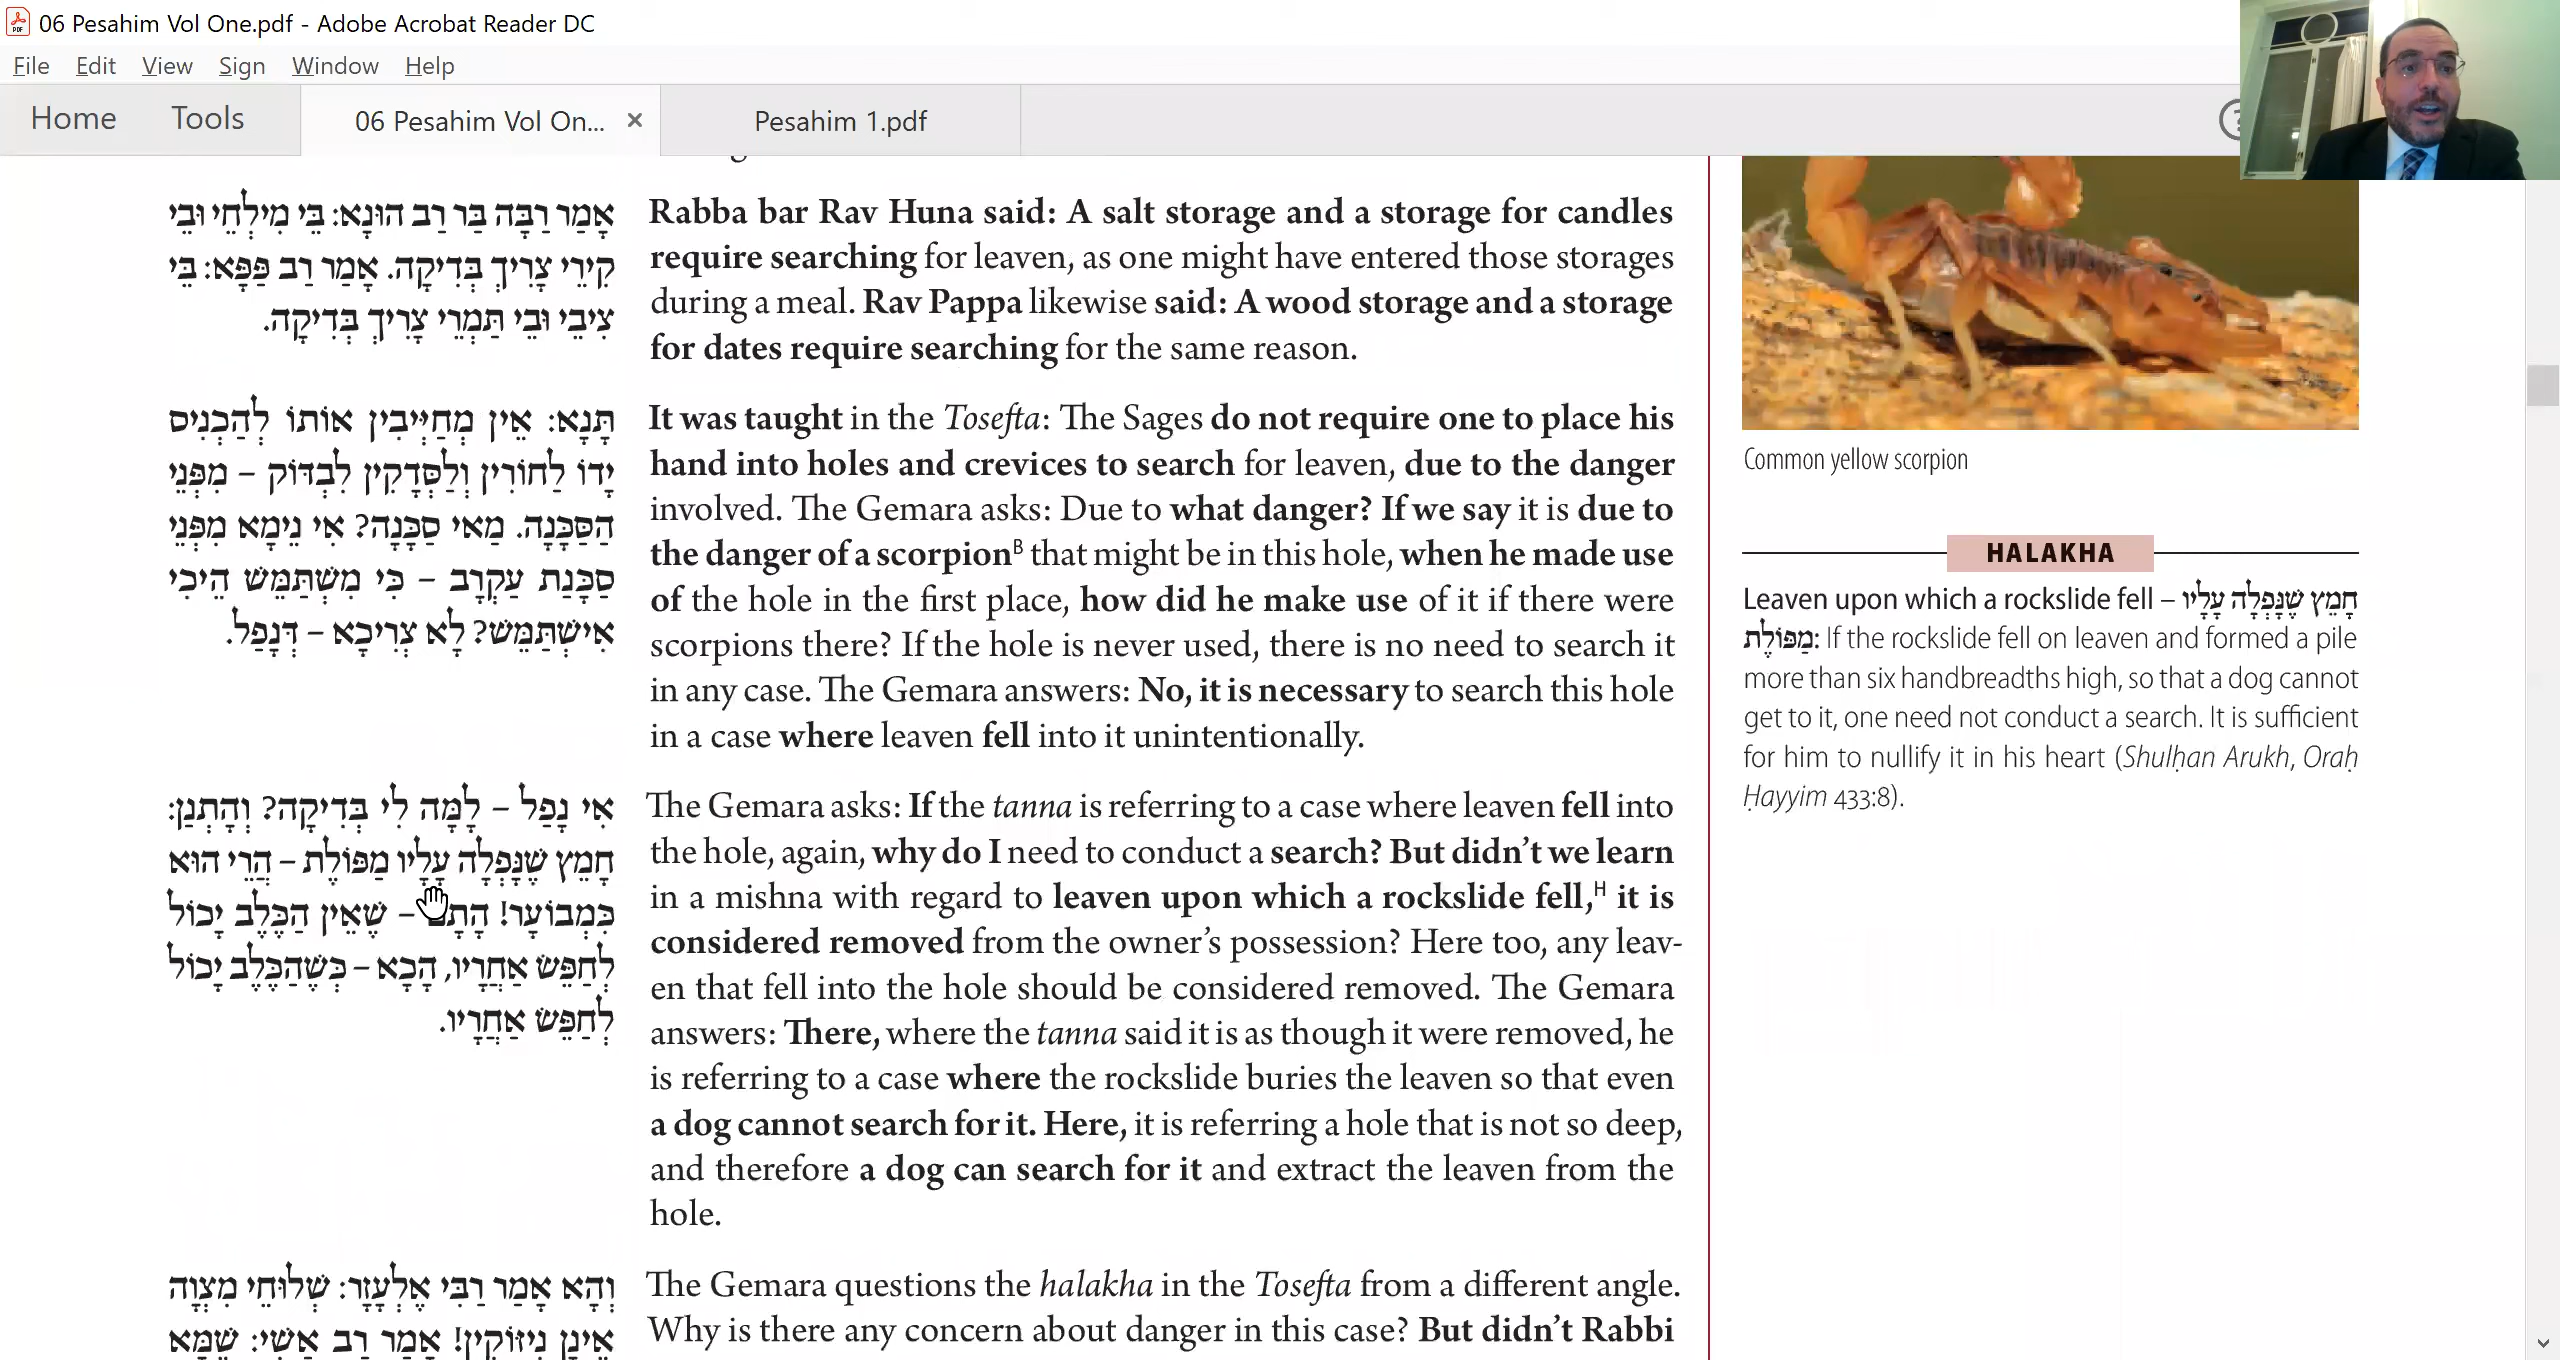 06 Pesahim Vol One.pdf - Adobe Acrobat Reader DC
File Edit View Sign Window Help
Home Tools 06 Pesahim Vol On... × Pesahim 1.pdf
אָמַר רַבָּה בַּר רַב הוּנָא: בֵּי מִילְחֵי וּבֵי
קִירֵי צָרִיךְ בְּדִיקָה. אָמַר רַב פַּפָּא: בֵּי
צִיבֵי וּבֵי תַּמְרֵי צָרִיךְ בְּדִיקָה.
תָּנָא: אֵין מְחַיְּיבִין אוֹתוֹ לְהַכְנִיס
יָדוֹ לַחוֹרִין וְלַסְּדָקִין לִבְדּוֹק – מִפְּנֵי
הַסַּכָּנָה. מַאי סַכָּנָה? אִי נֵימָא מִפְּנֵי
סַכָּנַת עַקְרָב – כִּי מִשְׁתַּמֵּשׁ הֵיכִי
אִישְׁתַּמֵּשׁ? לָא צְרִיכָא – דִּנְפַל.
אִי נָפַל – לָמָּה לִי בְּדִיקָה? וְהָתְנַן:
חָמֵץ שֶׁנָּפְלָה עָלָיו מַפּוֹלֶת – הֲרֵי הוּא
כִּמְבוֹעָר! הָתָם – שֶׁאֵין הַכֶּלֶב יָכוֹל
לְחַפֵּשׂ אַחֲרָיו, הָכָא – כְּשֶׁהַכֶּלֶב יָכוֹל
לְחַפֵּשׂ אַחֲרָיו.
וְהָא אָמַר רַבִּי אֶלְעָזָר: שְׁלוּחֵי מִצְוָה
אֵינָן נִיזּוֹקִין! אָמַר רַב אַשִׁי: שֶׁמָּא
Rabba bar Rav Huna said: A salt storage and a storage for candles
require searching for leaven, as one might have entered those storages
during a meal. Rav Pappa likewise said: A wood storage and a storage
for dates require searching for the same reason.
It was taught in the Tosefta: The Sages do not require one to place his
hand into holes and crevices to search for leaven, due to the danger
involved. The Gemara asks: Due to what danger? If we say it is due to
the danger of a scorpionᴮ that might be in this hole, when he made use
of the hole in the first place, how did he make use of it if there were
scorpions there? If the hole is never used, there is no need to search it
in any case. The Gemara answers: No, it is necessary to search this hole
in a case where leaven fell into it unintentionally.
The Gemara asks: If the tanna is referring to a case where leaven fell into
the hole, again, why do I need to conduct a search? But didn't we learn
in a mishna with regard to leaven upon which a rockslide fell,ᴴ it is
considered removed from the owner's possession? Here too, any leav-
en that fell into the hole should be considered removed. The Gemara
answers: There, where the tanna said it is as though it were removed, he
is referring to a case where the rockslide buries the leaven so that even
a dog cannot search for it. Here, it is referring a hole that is not so deep,
and therefore a dog can search for it and extract the leaven from the
hole.
The Gemara questions the halakha in the Tosefta from a different angle.
Why is there any concern about danger in this case? But didn't Rabbi
Common yellow scorpion
HALAKHA
Leaven upon which a rockslide fell – חָמֵץ שֶׁנָּפְלָה עָלָיו
מַפּוֹלֶת: If the rockslide fell on leaven and formed a pile
more than six handbreadths high, so that a dog cannot
get to it, one need not conduct a search. It is sufficient
for him to nullify it in his heart (Shulḥan Arukh, Oraḥ
Ḥayyim 433:8).